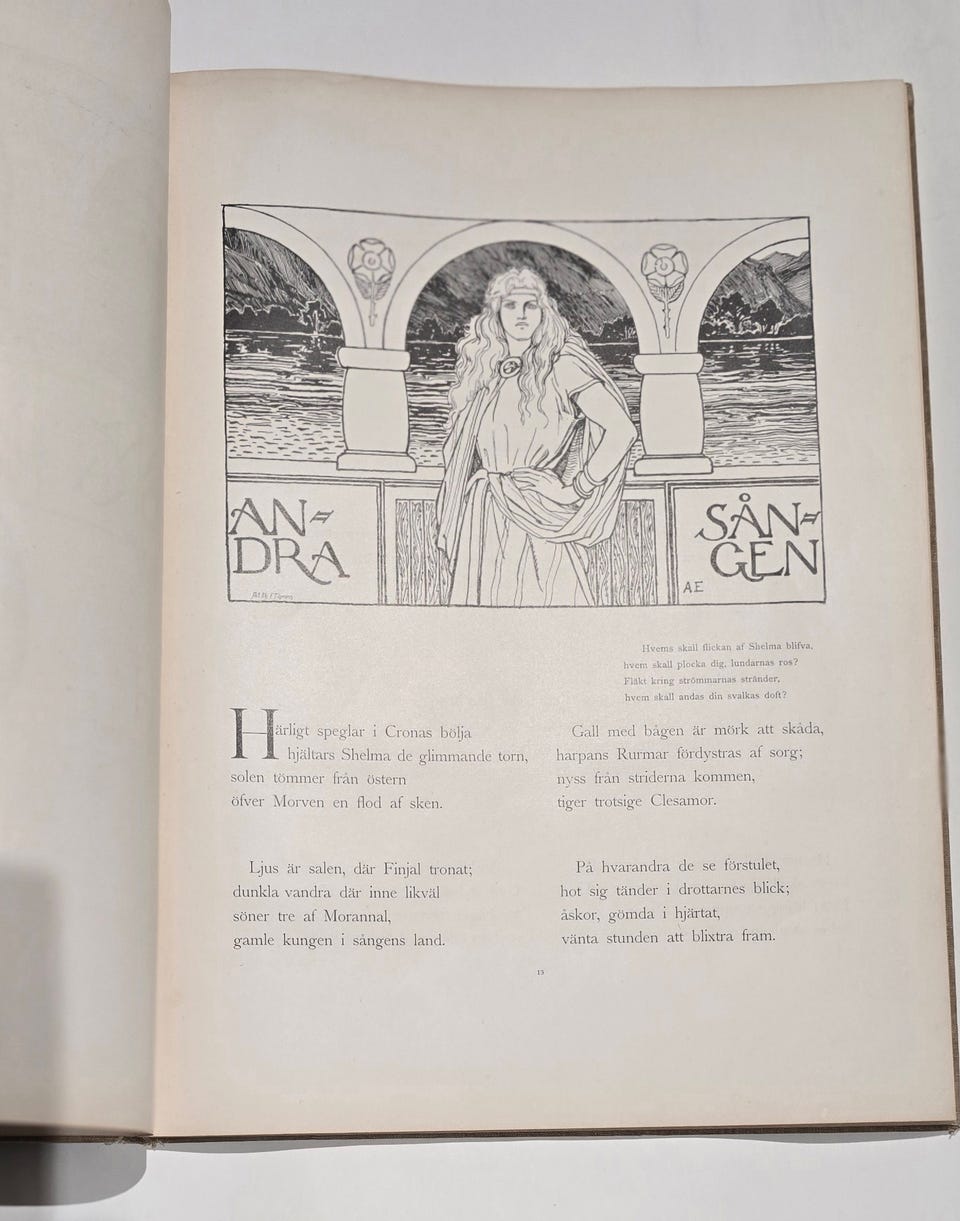 AN-
DRA
SÅN-
GEN
AE
Hvems skall flickan af Shelma blifva,
hvem skall plocka dig, lundarnas ros?
Fläkt kring strömmarnas stränder,
hvem skall andas din svalkas doft?
Härligt speglar i Cronas bölja
hjältars Shelma de glimmande torn,
solen tömmer från östern
öfver Morven en flod af sken.
Ljus är salen, där Finjal tronat;
dunkla vandra där inne likväl
söner tre af Morannal,
gamle kungen i sångens land.
Gall med bågen är mörk att skåda,
harpans Rurmar fördystras af sorg;
nyss från striderna kommen,
tiger trotsige Clesamor.
På hvarandra de se förstulet,
hot sig tänder i drottarnes blick;
åskor, gömda i hjärtat,
vänta stunden att blixtra fram.
13